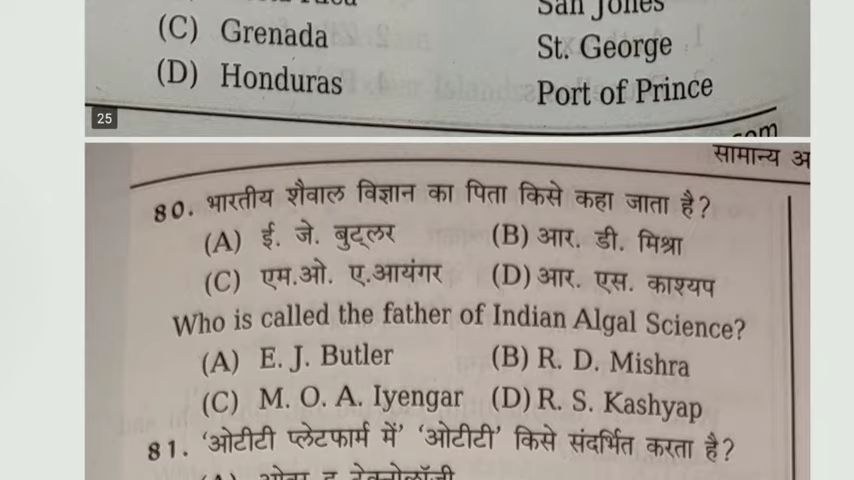 San Jones
(C) Grenada
St. George
(D) Honduras
Port of Prince
25
सामान्य
80. भारतीय शैवाल विज्ञान का पिता किसे कहा जाता है?
(A) ई. जे. बुट्लर
(B) आर. डी. मिश्रा
(C) एम.ओ. ए.आयंगर
(D) आर. एस. काश्यप
Who is called the father of Indian Algal Science?
(A) E. J. Butler
(B) R. D. Mishra
(C) M. O. A. Iyengar
(D) R. S. Kashyap
81. ‘ओटीटी प्लेटफार्म में’ ‘ओटीटी’ किसे संदर्भित करता है?